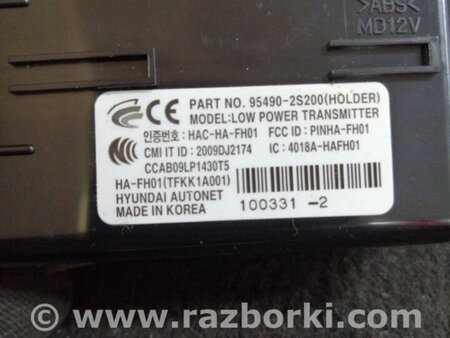 >ABS<
MD12V
CE
PART NO. 95490-2S200(HOLDER)
MODEL:LOW POWER TRANSMITTER
인증번호: HAC-HA-FH01 FCC ID : PINHA-FH01
CMI IT ID : 2009DJ2174 IC : 4018A-HAFH01
CCAB09LP1430T5
HA-FH01(TFKK1A001)
HYUNDAI AUTONET
MADE IN KOREA
100331 -2
© www.razborki.com